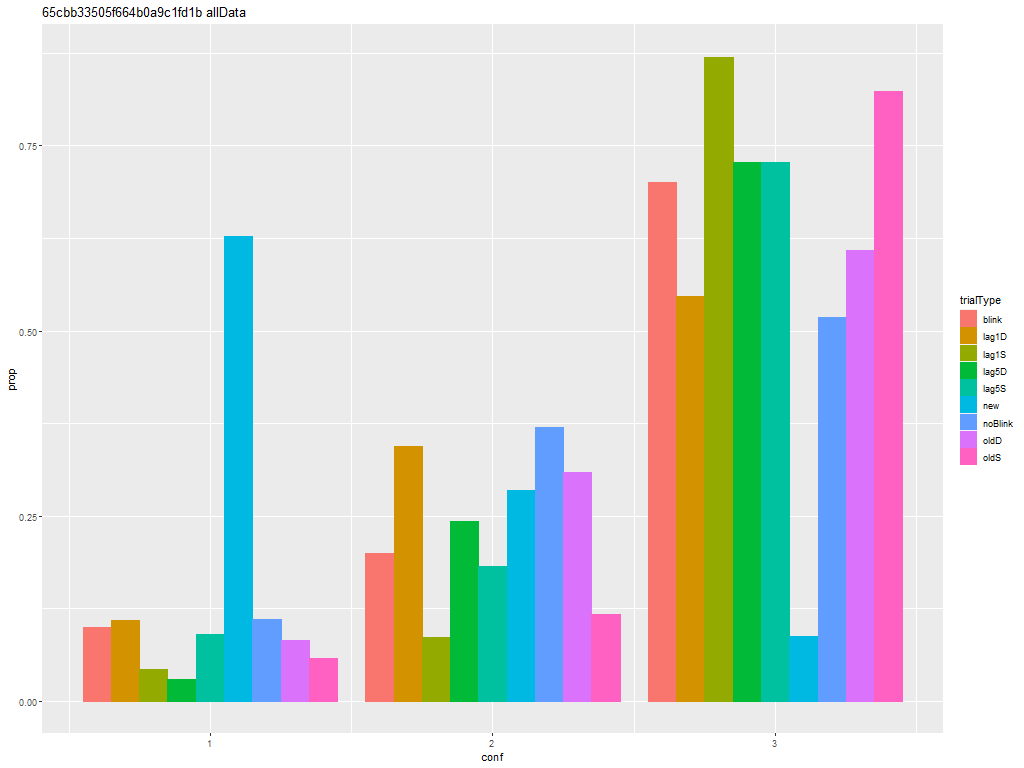 65cbb33505f664b0a9c1fd1b allData
prop
0.75
0.50
0.25
0.00
1
2
3
conf
trialType
blink
lag1D
lag1S
lag5D
lag5S
new
noBlink
oldD
oldS